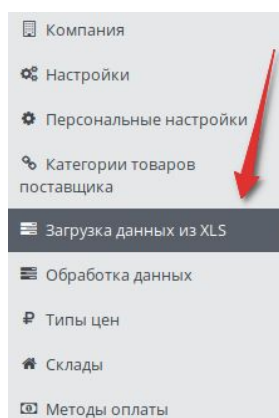 Компания
Настройки
Персональные настройки
Категории товаров
поставщика
Загрузка данных из XLS
Обработка данных
Типы цен
Склады
Методы оплаты